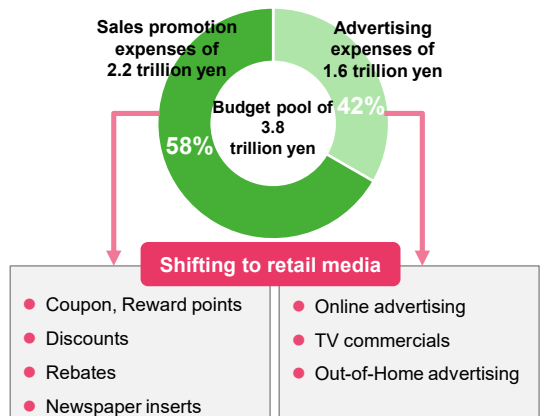 Sales promotion
expenses of
2.2 trillion yen
Advertising
expenses of
1.6 trillion yen
Budget pool of
3.8
trillion yen
42%
58%
Shifting to retail media
Coupon, Reward points
Discounts
Rebates
Newspaper inserts
Online advertising
TV commercials
Out-of-Home advertising